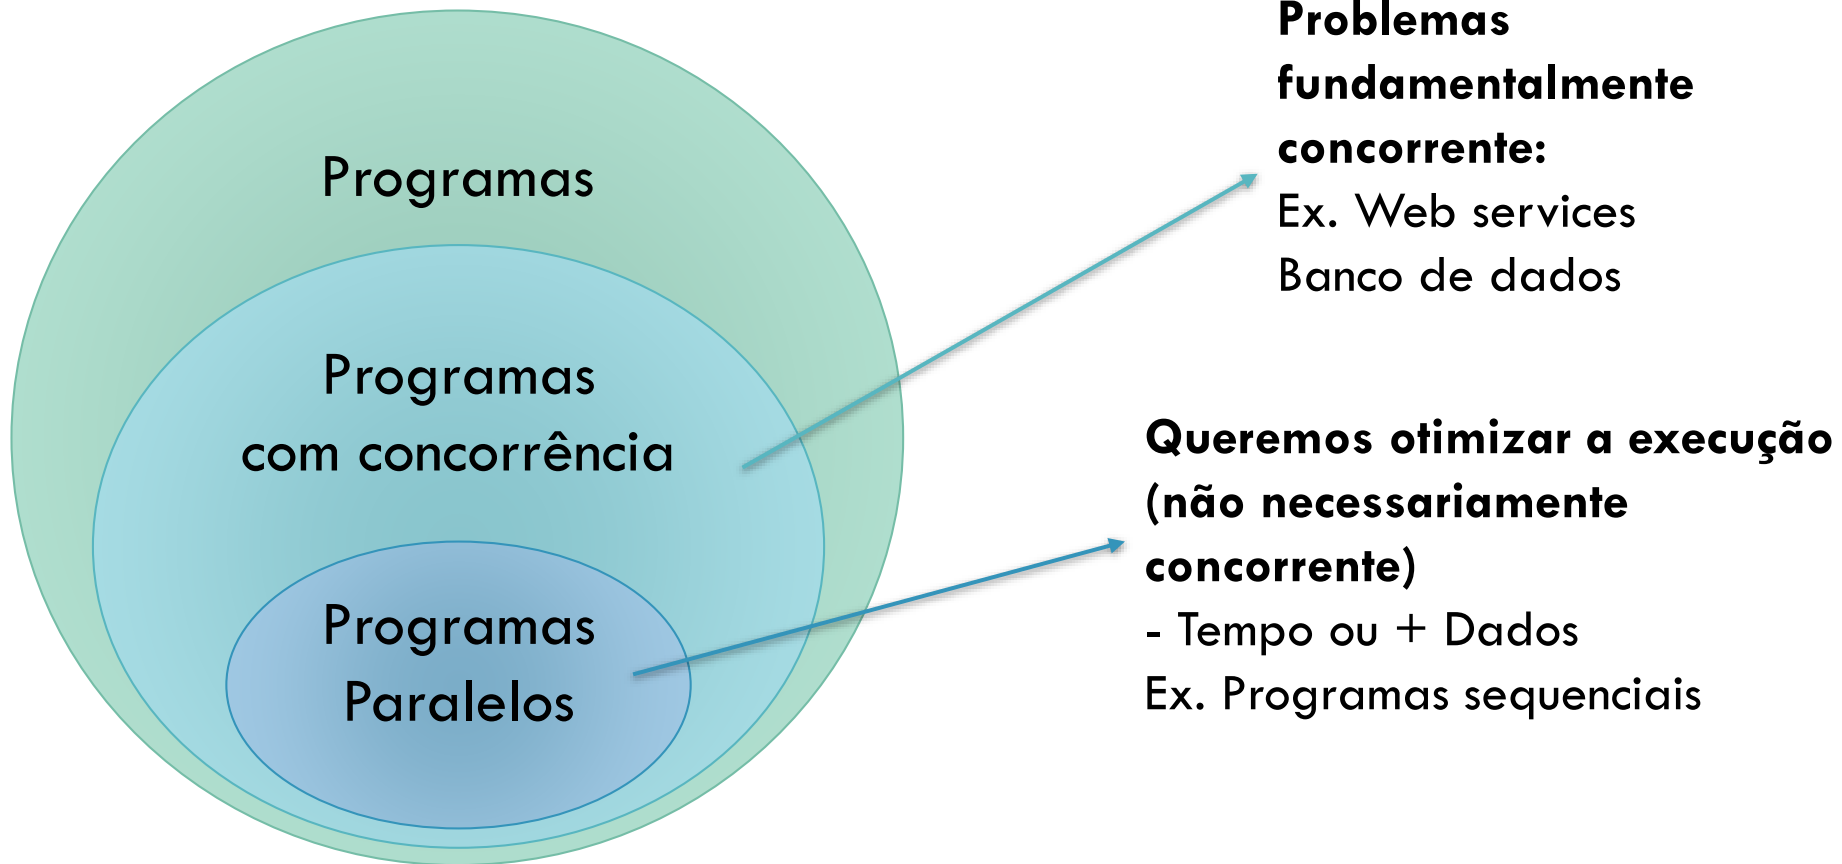 Programas
Programas
com concorrência
Programas
Paralelos
Problemas
fundamentalmente
concorrente:
Ex. Web services
Banco de dados
Queremos otimizar a execução
(não necessariamente
concorrente)
- Tempo ou + Dados
Ex. Programas sequenciais